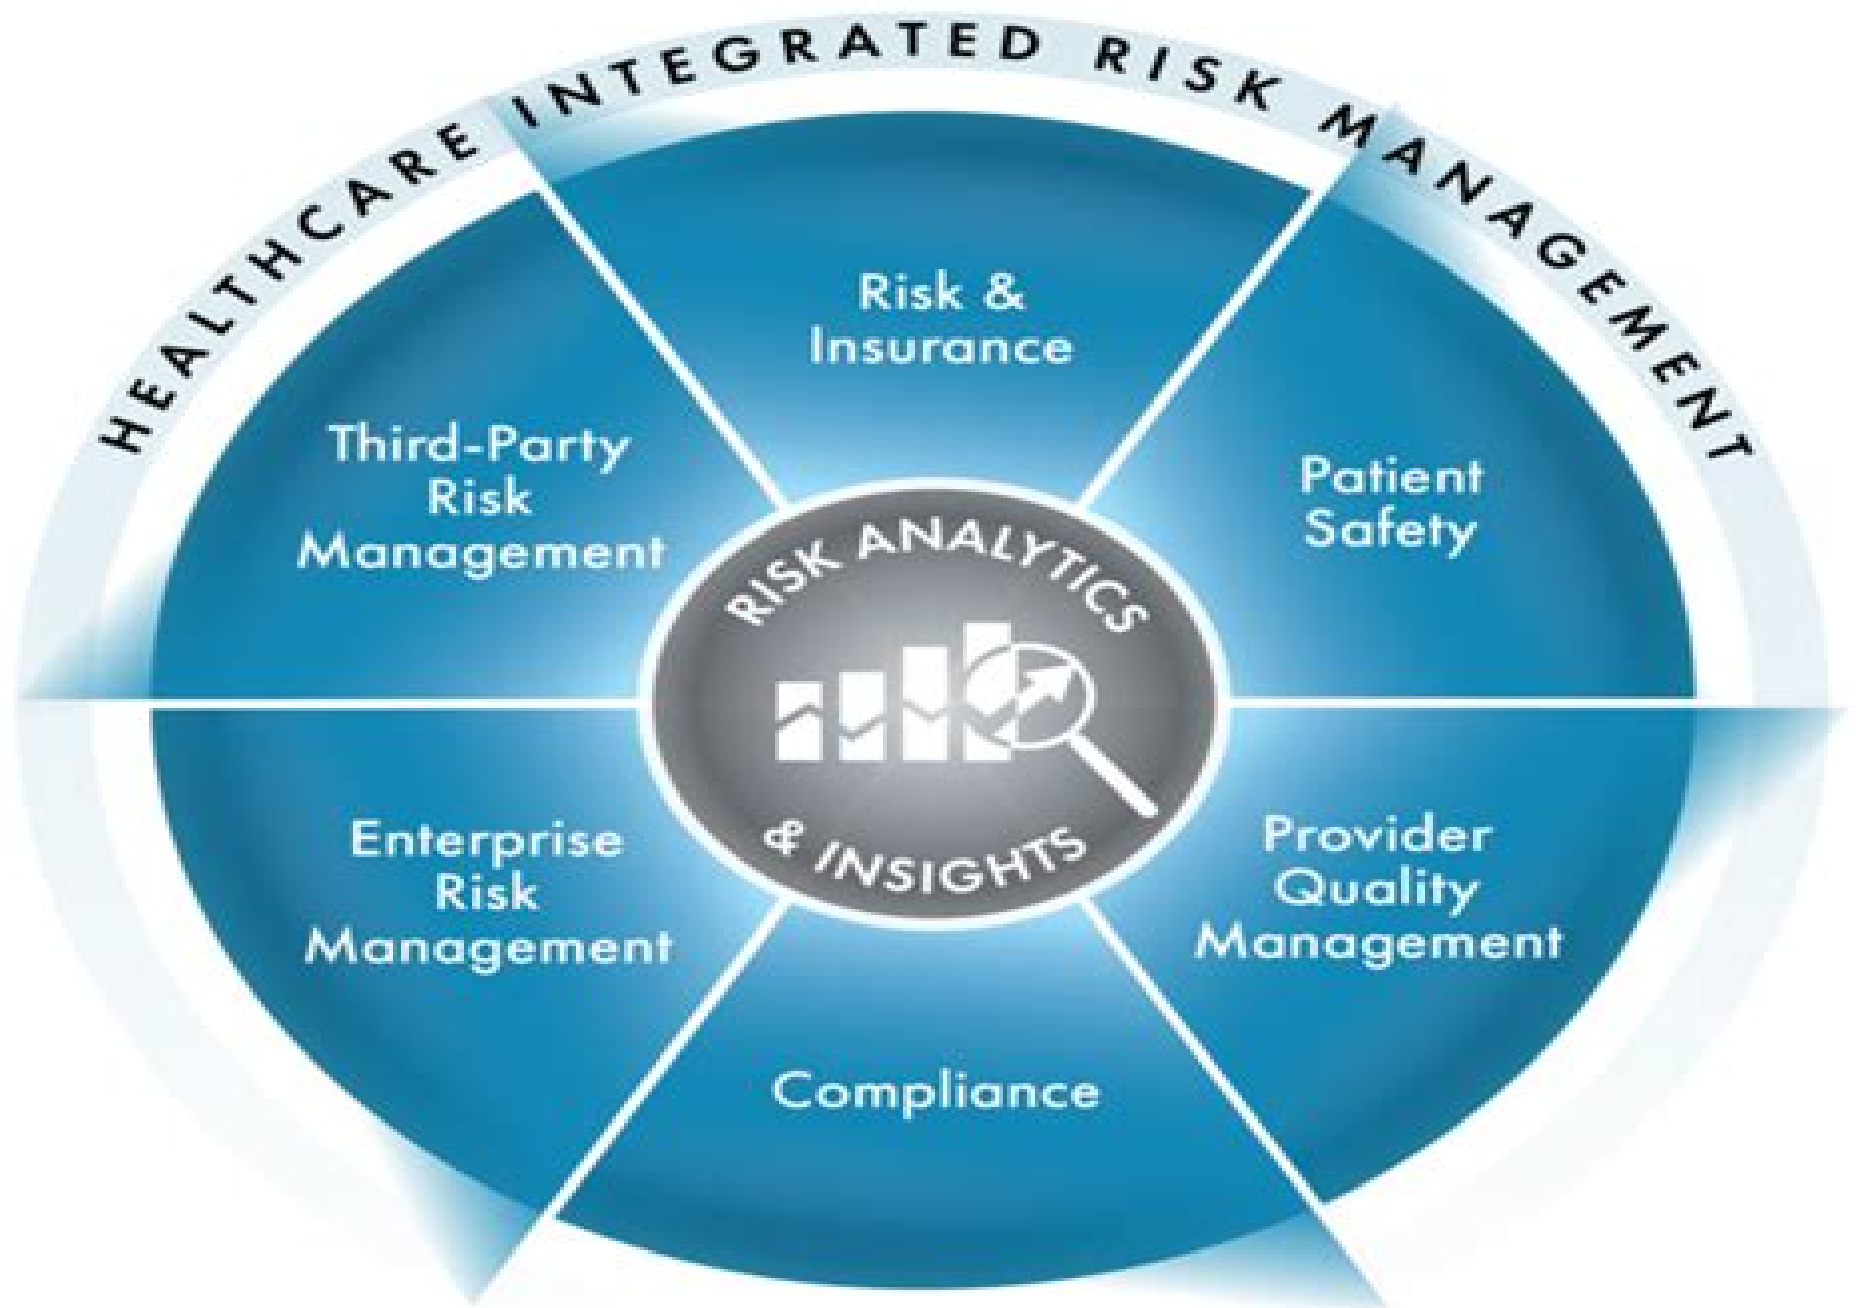 HEALTHCARE INTEGRATED RISK MANAGEMENT
Risk &
Insurance
Patient
Safety
Provider
Quality
Management
Compliance
Enterprise
Risk
Management
Third-Party
Risk
Management
RISK ANALYTICS
& INSIGHTS